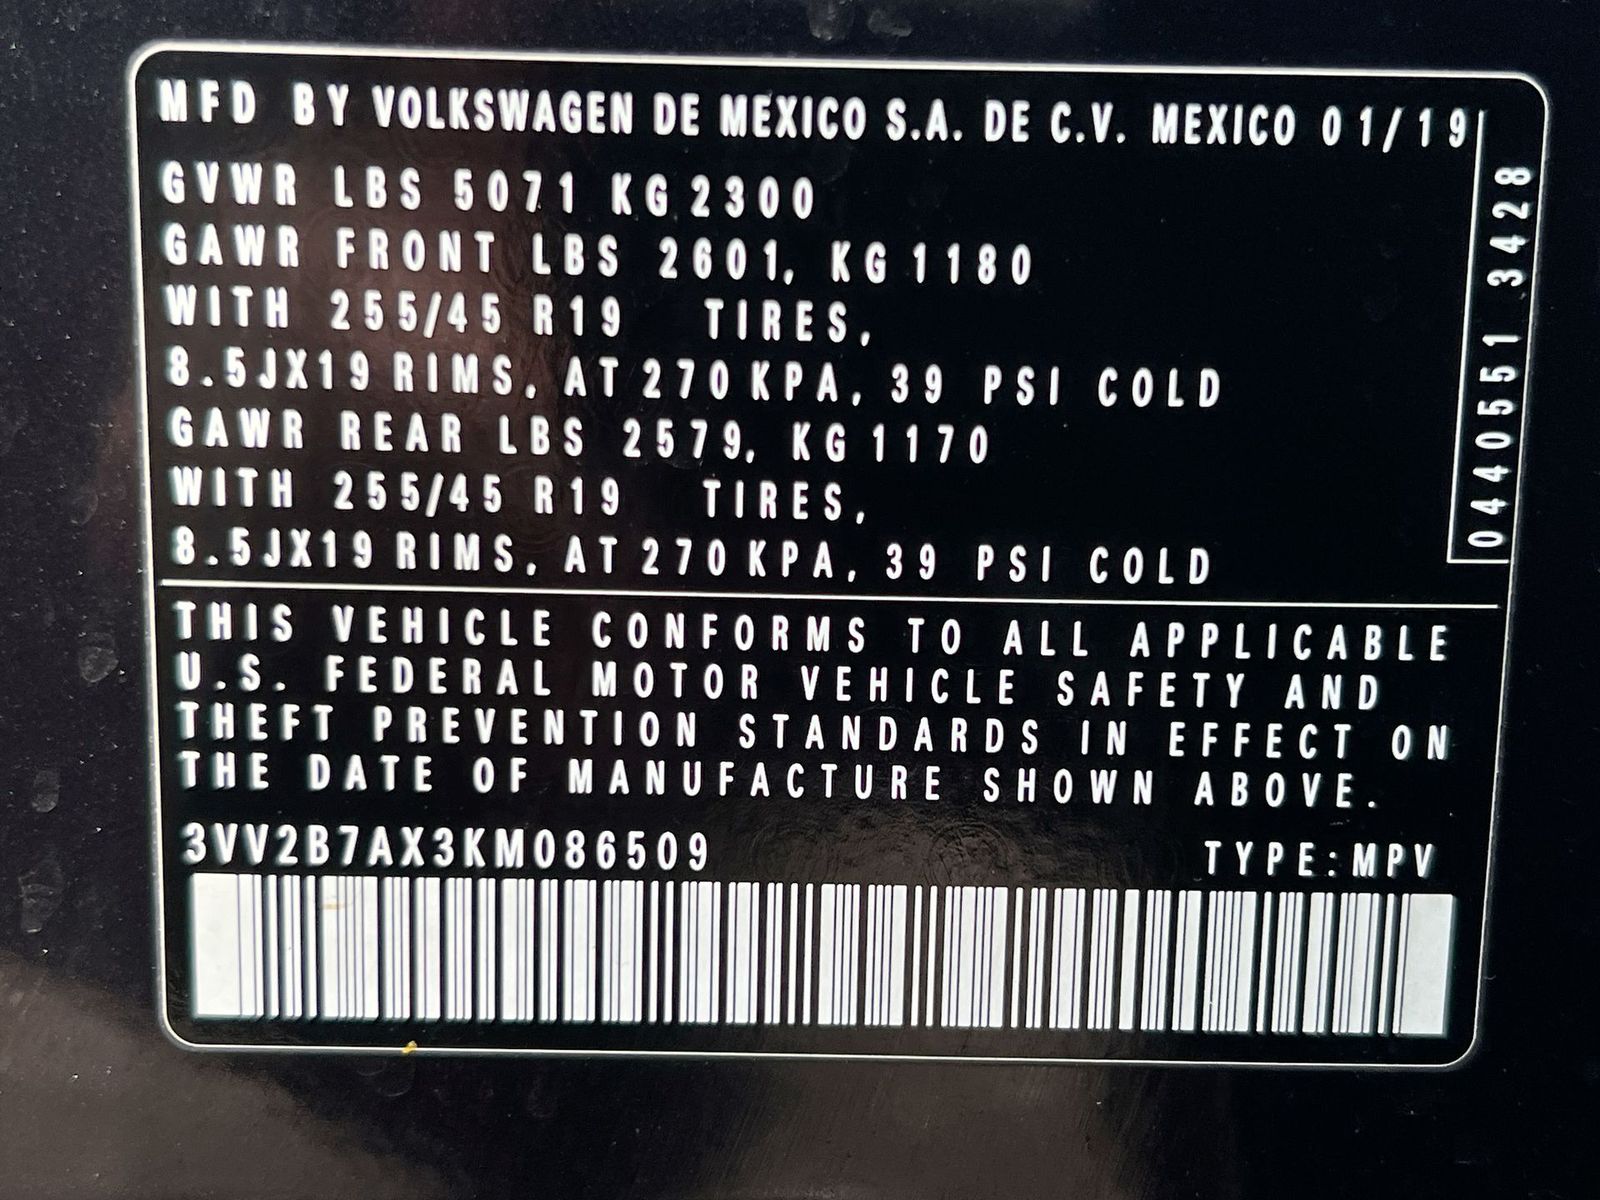 MFD BY VOLKSWAGEN DE MEXICO S.A. DE C.V. MEXICO 01/19
GVWR LBS 5071 KG 2300
GAWR FRONT LBS 2601, KG 1180
WITH 255/45 R19 TIRES,
8.5JX19 RIMS, AT 270 KPA, 39 PSI COLD
GAWR REAR LBS 2579, KG 1170
WITH 255/45 R19 TIRES,
8.5JX19 RIMS, AT 270 KPA, 39 PSI COLD
0440551 3428
THIS VEHICLE CONFORMS TO ALL APPLICABLE
U.S. FEDERAL MOTOR VEHICLE SAFETY AND
THEFT PREVENTION STANDARDS IN EFFECT ON
THE DATE OF MANUFACTURE SHOWN ABOVE.
3VV2B7AX3KM086509 TYPE:MPV